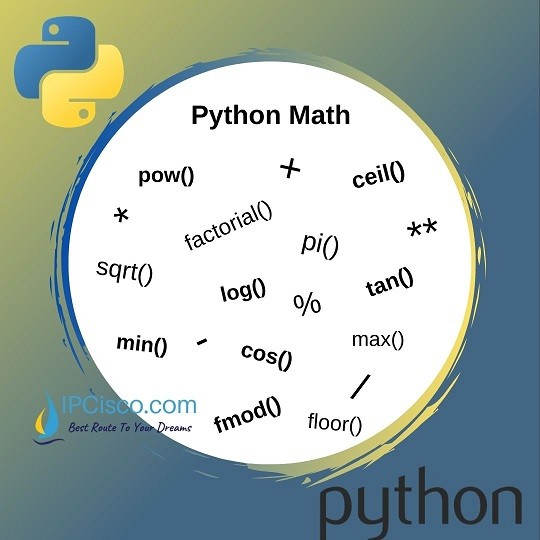 Python Math
pow()
+
ceil()
*
factorial()
pi()
**
sqrt()
log()
%
tan()
min()
-
cos()
max()
/
IPCisco.com
Best Route To Your Dreams
fmod()
floor()
python